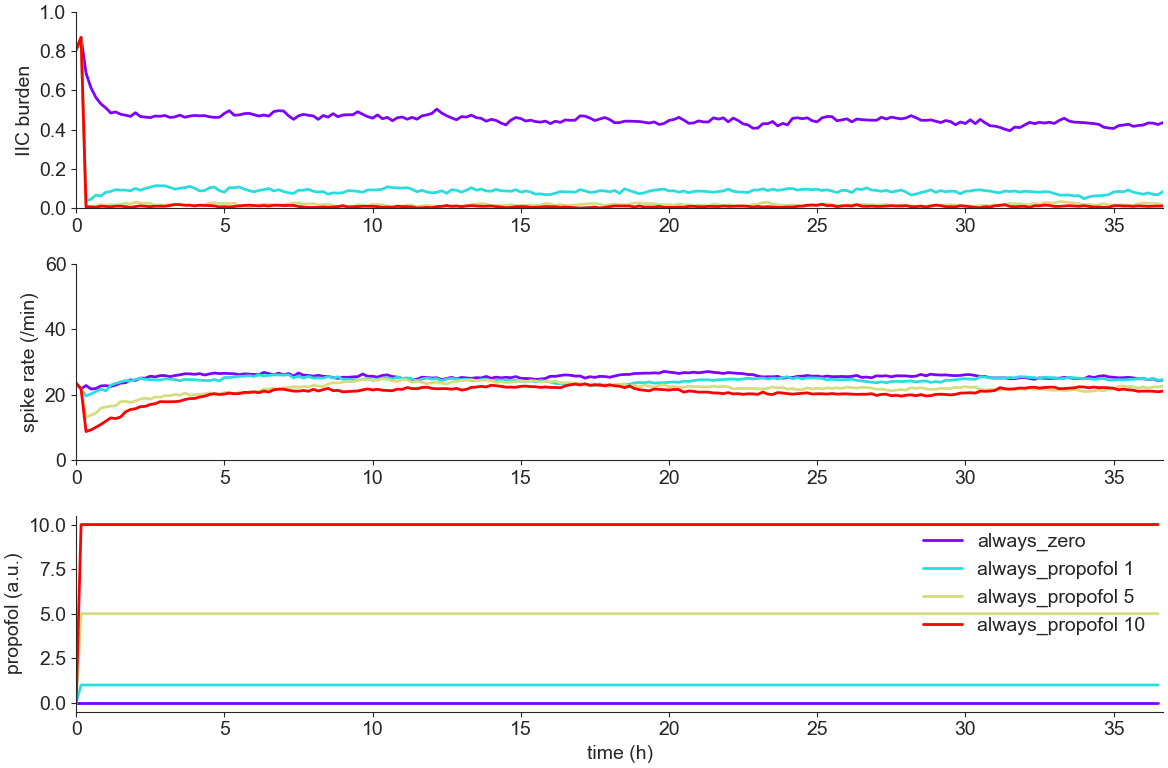 1.0
0.8
0.6
0.4
0.2
0.0
IIC burden
0 5 10 15 20 25 30 35
60
40
20
0
spike rate (/min)
0 5 10 15 20 25 30 35
10.0
7.5
5.0
2.5
0.0
propofol (a.u.)
always_zero
always_propofol 1
always_propofol 5
always_propofol 10
0 5 10 15 20 25 30 35
time (h)